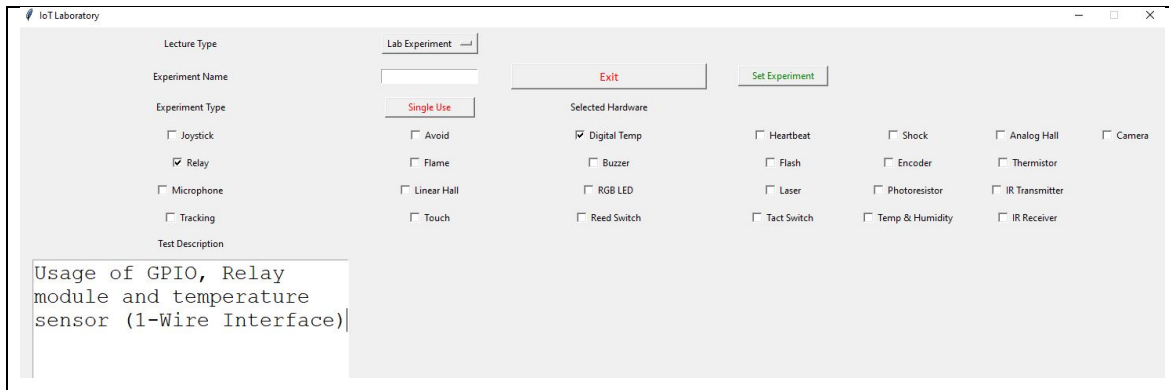 IoT Laboratory
Lecture Type Lab Experiment
Experiment Name Exit Set Experiment
Experiment Type Single Use Selected Hardware
Joystick Avoid Digital Temp Heartbeat Shock Analog Hall Camera
Relay Flame Buzzer Flash Encoder Thermistor
Microphone Linear Hall RGB LED Laser Photoresistor IR Transmitter
Tracking Touch Reed Switch Tact Switch Temp & Humidity IR Receiver
Test Description
Usage of GPIO, Relay
module and temperature
sensor (1-Wire Interface)